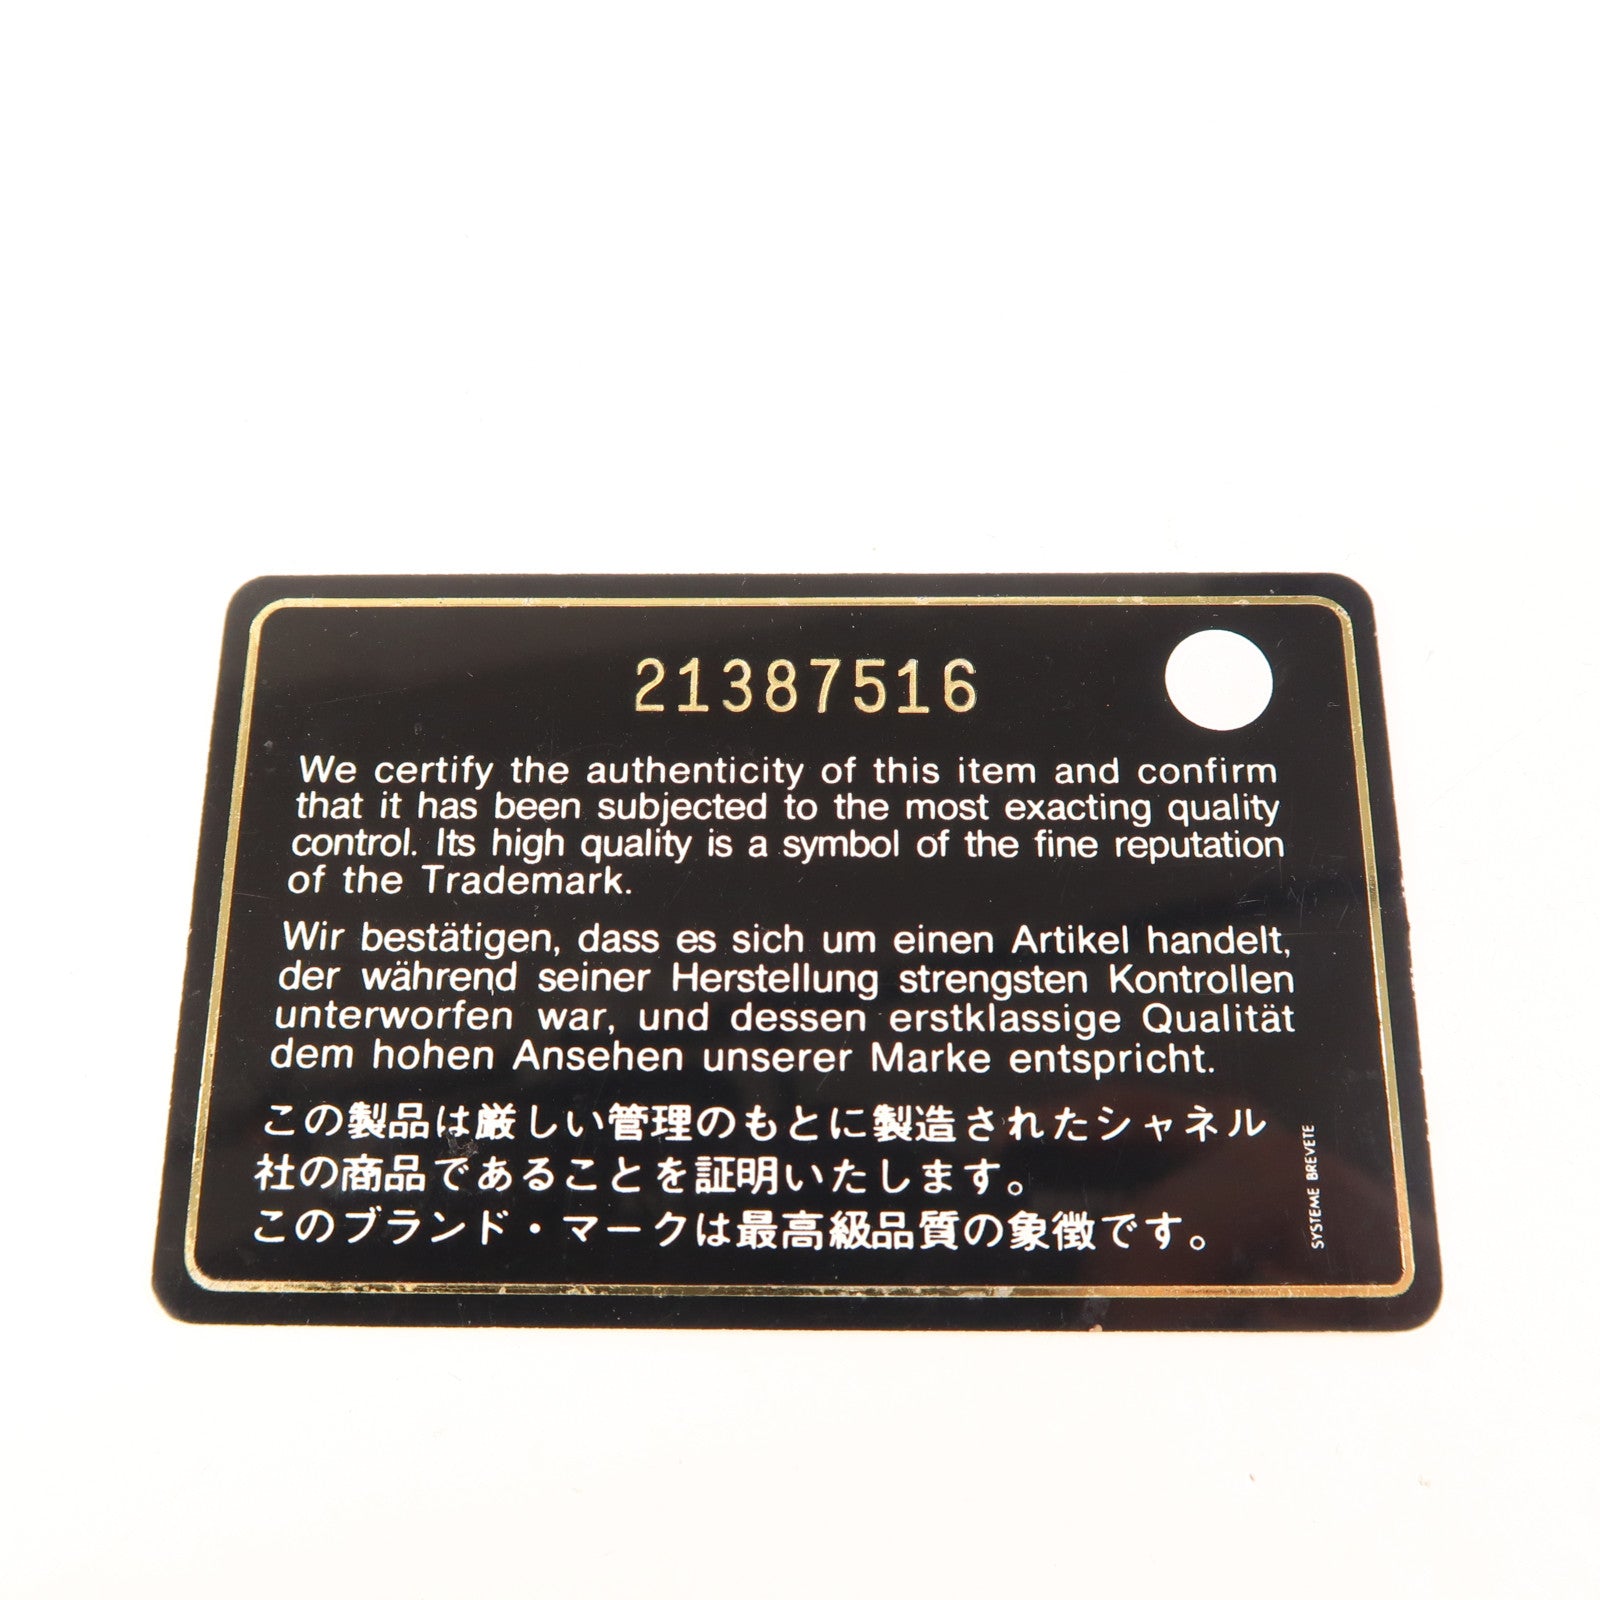 21387516
We certify the authenticity of this item and confirm
that it has been subjected to the most exacting quality
control. Its high quality is a symbol of the fine reputation
of the Trademark.
Wir bestätigen, dass es sich um einen Artikel handelt,
der während seiner Herstellung strengsten Kontrollen
unterworfen war, und dessen erstklassige Qualität
dem hohen Ansehen unserer Marke entspricht.
この製品は厳しい管理のもとに製造されたシャネル
社の商品であることを証明いたします。
このブランド・マークは最高級品質の象徴です。
SYSTEME BREVETE